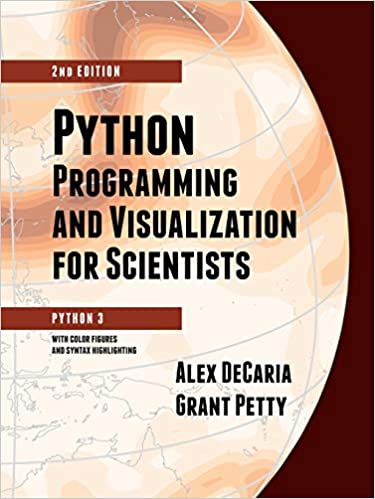 2ND EDITION
PYTHON
PROGRAMMING
AND VISUALIZATION
FOR SCIENTISTS
PYTHON 3
WITH COLOR FIGURES
AND SYNTAX HIGHLIGHTING
ALEX DECARIA
GRANT PETTY